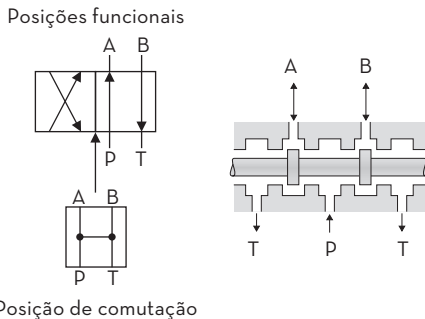 Posições funcionais
A B
P T
A B
P T
Posição de comutação
A B
T P T